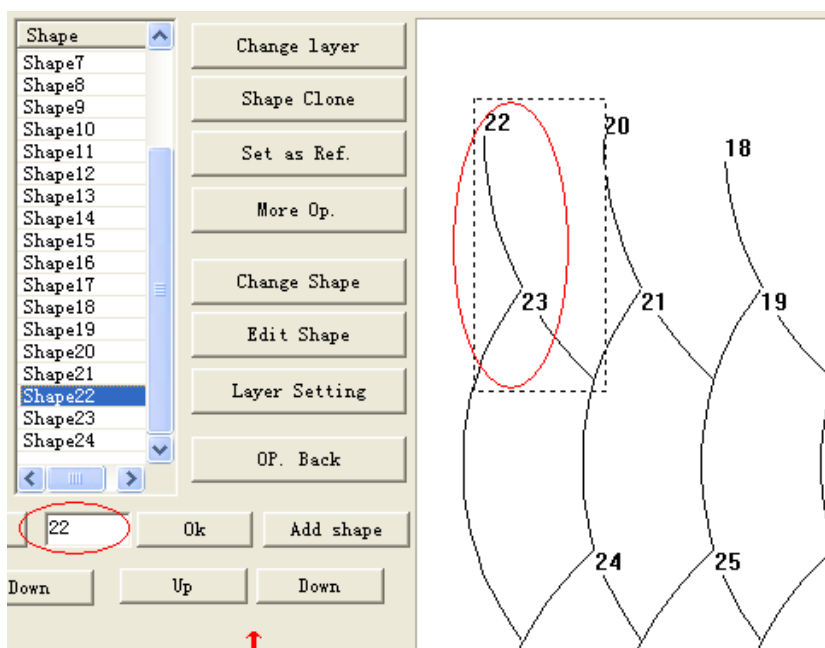 Shape
Shape7
Shape8
Shape9
Shape10
Shape11
Shape12
Shape13
Shape14
Shape15
Shape16
Shape17
Shape18
Shape19
Shape20
Shape21
Shape22
Shape23
Shape24
Change layer
Shape Clone
Set as Ref.
More Op.
Change Shape
Edit Shape
Layer Setting
OP. Back
22
Ok
Add shape
Down
Up
Down
22
20
18
23
21
19
24
25